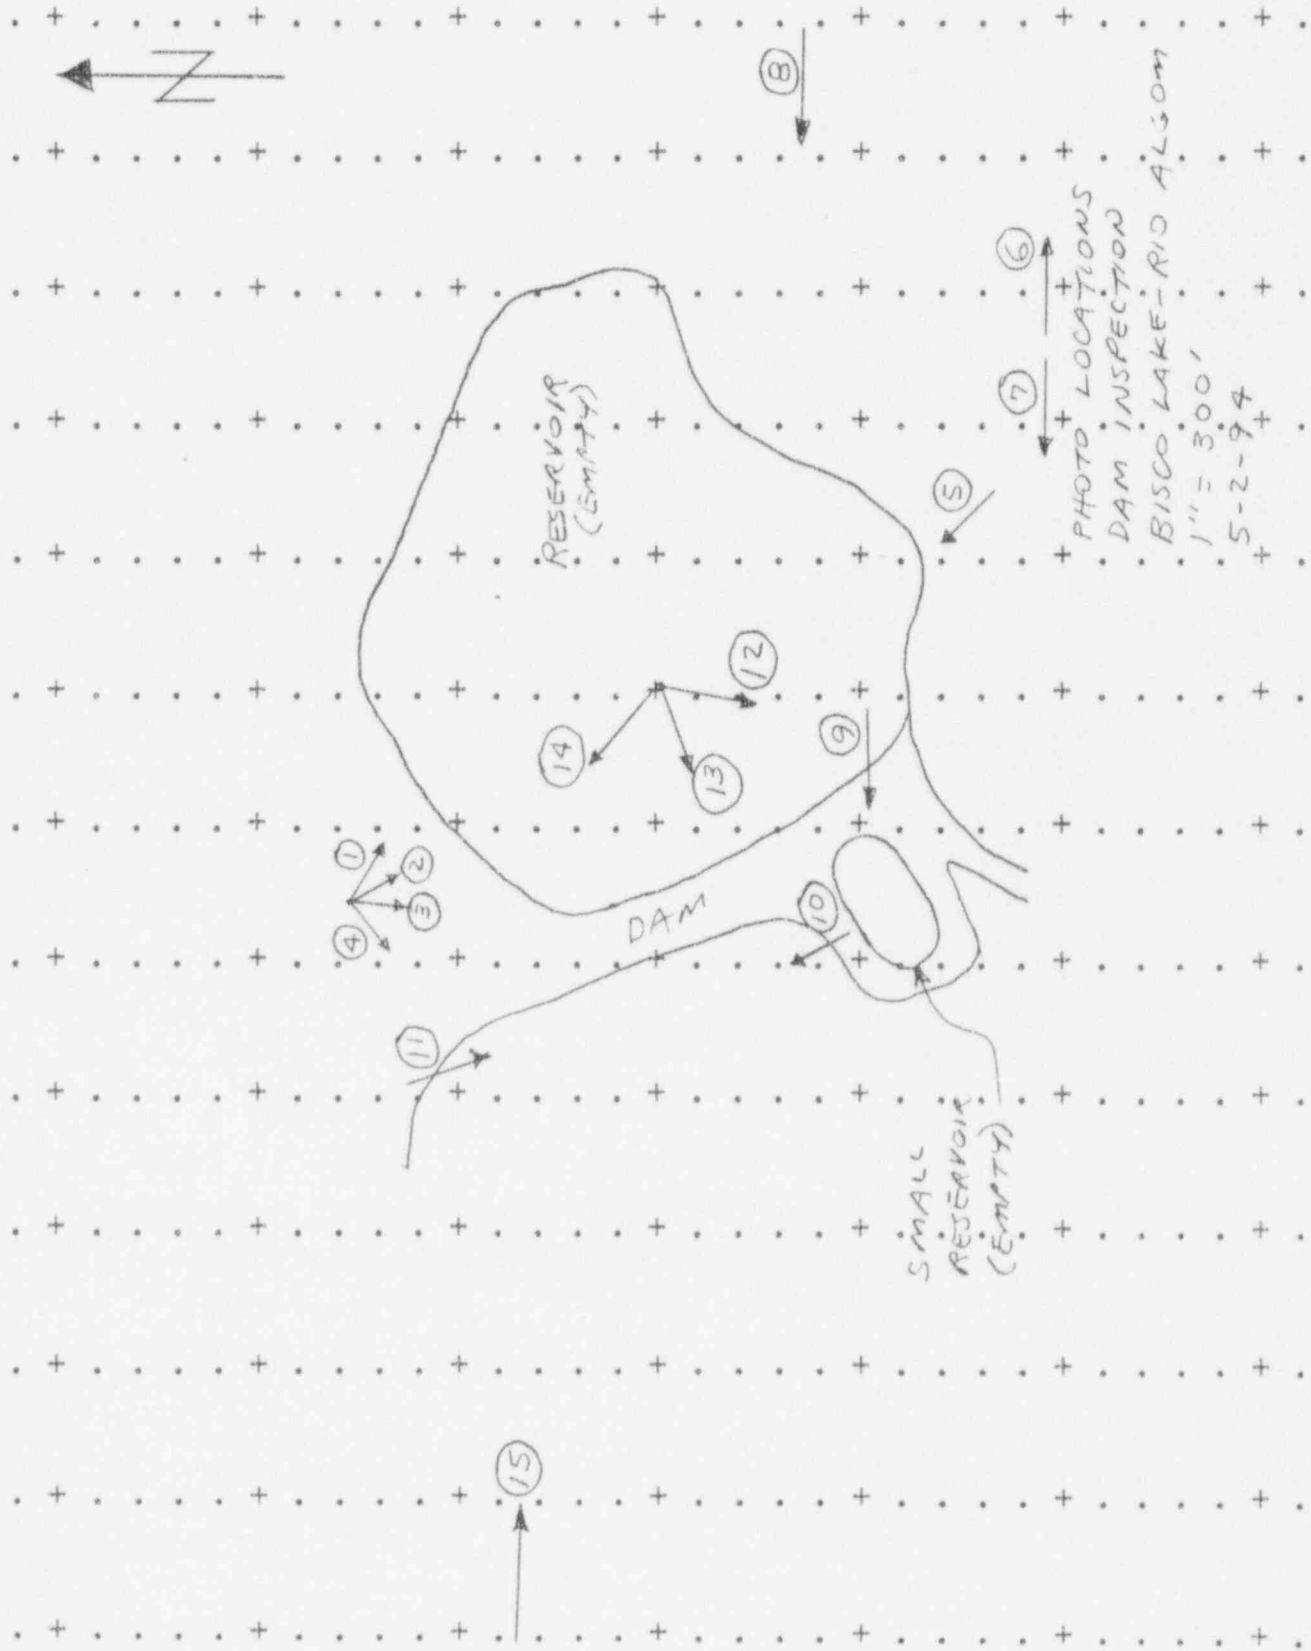 N
8
PHOTO LOCATIONS
DAM INSPECTION
BISCO LAKE-RIO ALGOM
1" = 300'
5-2-94
6
7
5
RESERVOIR
(EMPTY)
12
13
14
9
1
2
3
4
DAM
10
11
SMALL
RESERVOIR
(EMPTY)
15